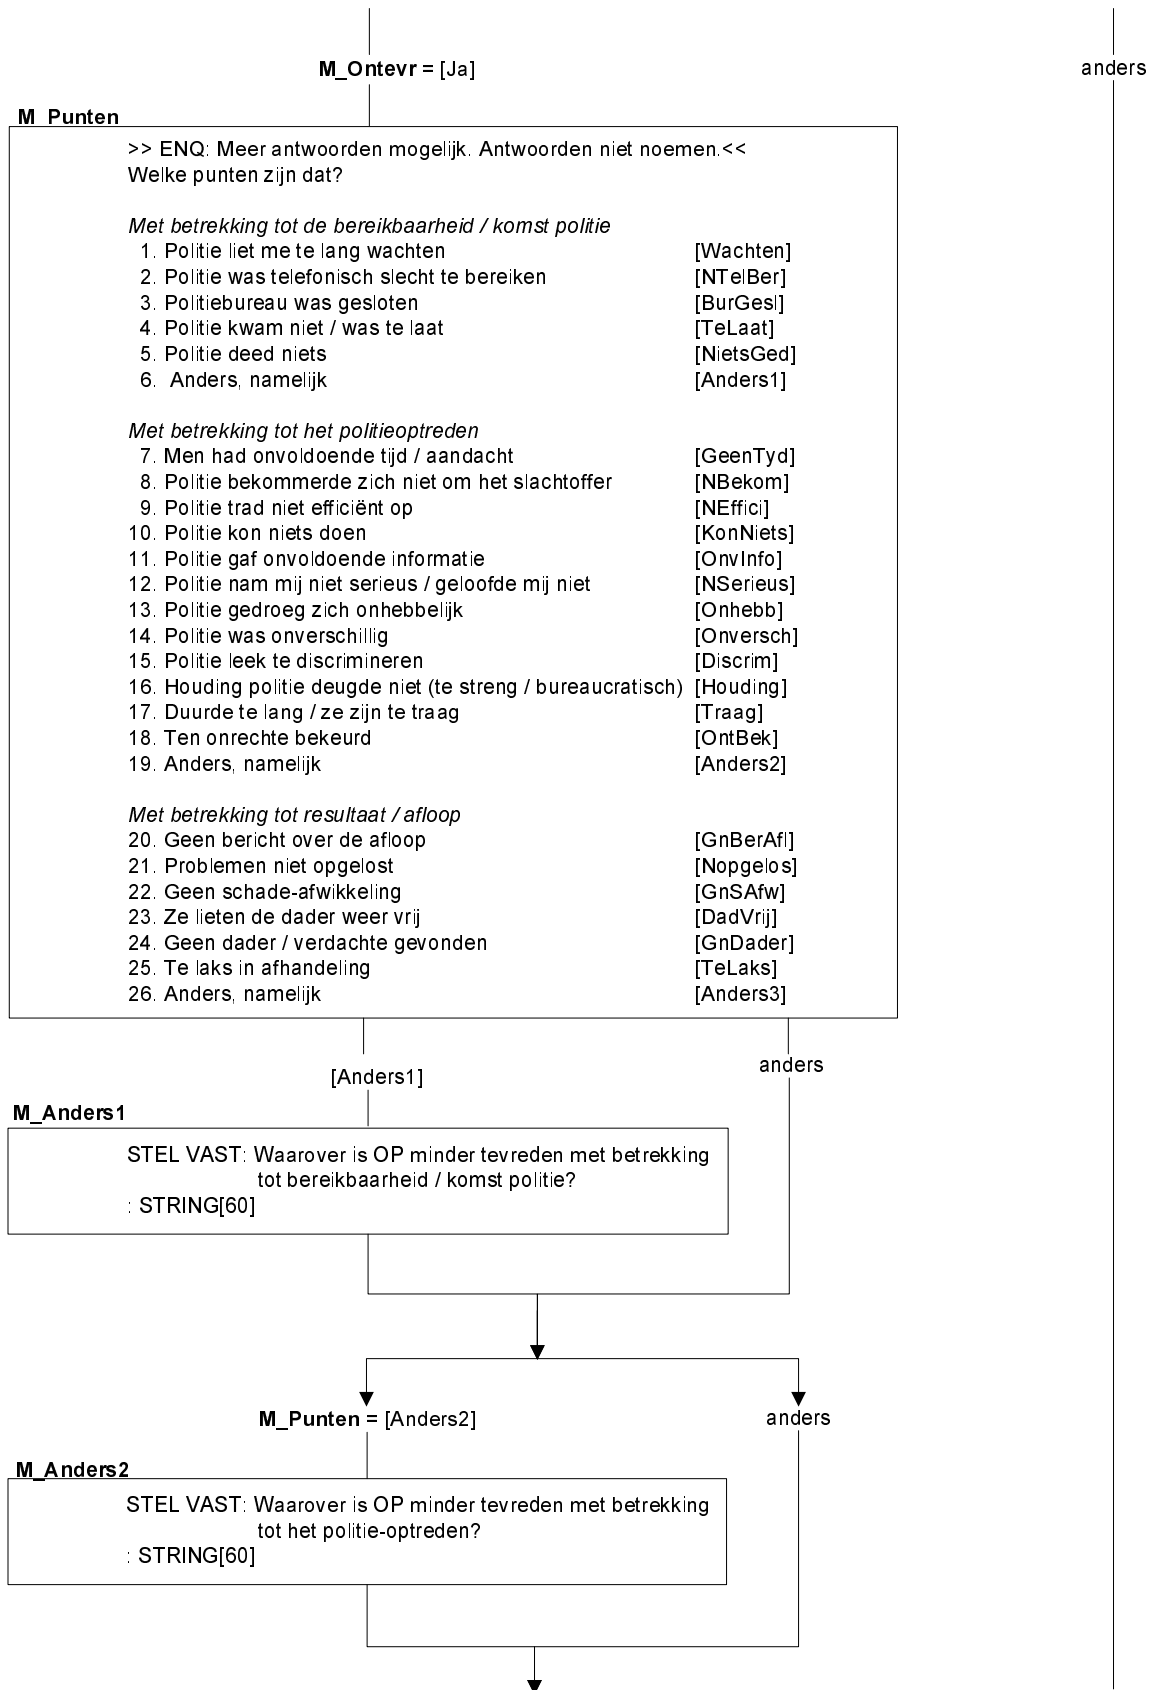 M_Ontevr = [Ja]
anders
M_Punten
>> ENQ: Meer antwoorden mogelijk. Antwoorden niet noemen.<<
Welke punten zijn dat?
Met betrekking tot de bereikbaarheid / komst politie
1. Politie liet me te lang wachten [Wachten]
2. Politie was telefonisch slecht te bereiken [NTelBer]
3. Politiebureau was gesloten [BurGesl]
4. Politie kwam niet / was te laat [TeLaat]
5. Politie deed niets [NietsGed]
6. Anders, namelijk [Anders1]
Met betrekking tot het politieoptreden
7. Men had onvoldoende tijd / aandacht [GeenTyd]
8. Politie bekommerde zich niet om het slachtoffer [NBekom]
9. Politie trad niet efficiënt op [NEffici]
10. Politie kon niets doen [KonNiets]
11. Politie gaf onvoldoende informatie [OnvInfo]
12. Politie nam mij niet serieus / geloofde mij niet [NSerieus]
13. Politie gedroeg zich onhebbelijk [Onhebb]
14. Politie was onverschillig [Onversch]
15. Politie leek te discrimineren [Discrim]
16. Houding politie deugde niet (te streng / bureaucratisch) [Houding]
17. Duurde te lang / ze zijn te traag [Traag]
18. Ten onrechte bekeurd [OntBek]
19. Anders, namelijk [Anders2]
Met betrekking tot resultaat / afloop
20. Geen bericht over de afloop [GnBerAfl]
21. Problemen niet opgelost [Nopgelos]
22. Geen schade-afwikkeling [GnSAfw]
23. Ze lieten de dader weer vrij [DadVrij]
24. Geen dader / verdachte gevonden [GnDader]
25. Te laks in afhandeling [TeLaks]
26. Anders, namelijk [Anders3]
[Anders1]
anders
M_Anders1
STEL VAST: Waarover is OP minder tevreden met betrekking
tot bereikbaarheid / komst politie?
: STRING[60]
M_Punten = [Anders2]
anders
M_Anders2
STEL VAST: Waarover is OP minder tevreden met betrekking
tot het politie-optreden?
: STRING[60]